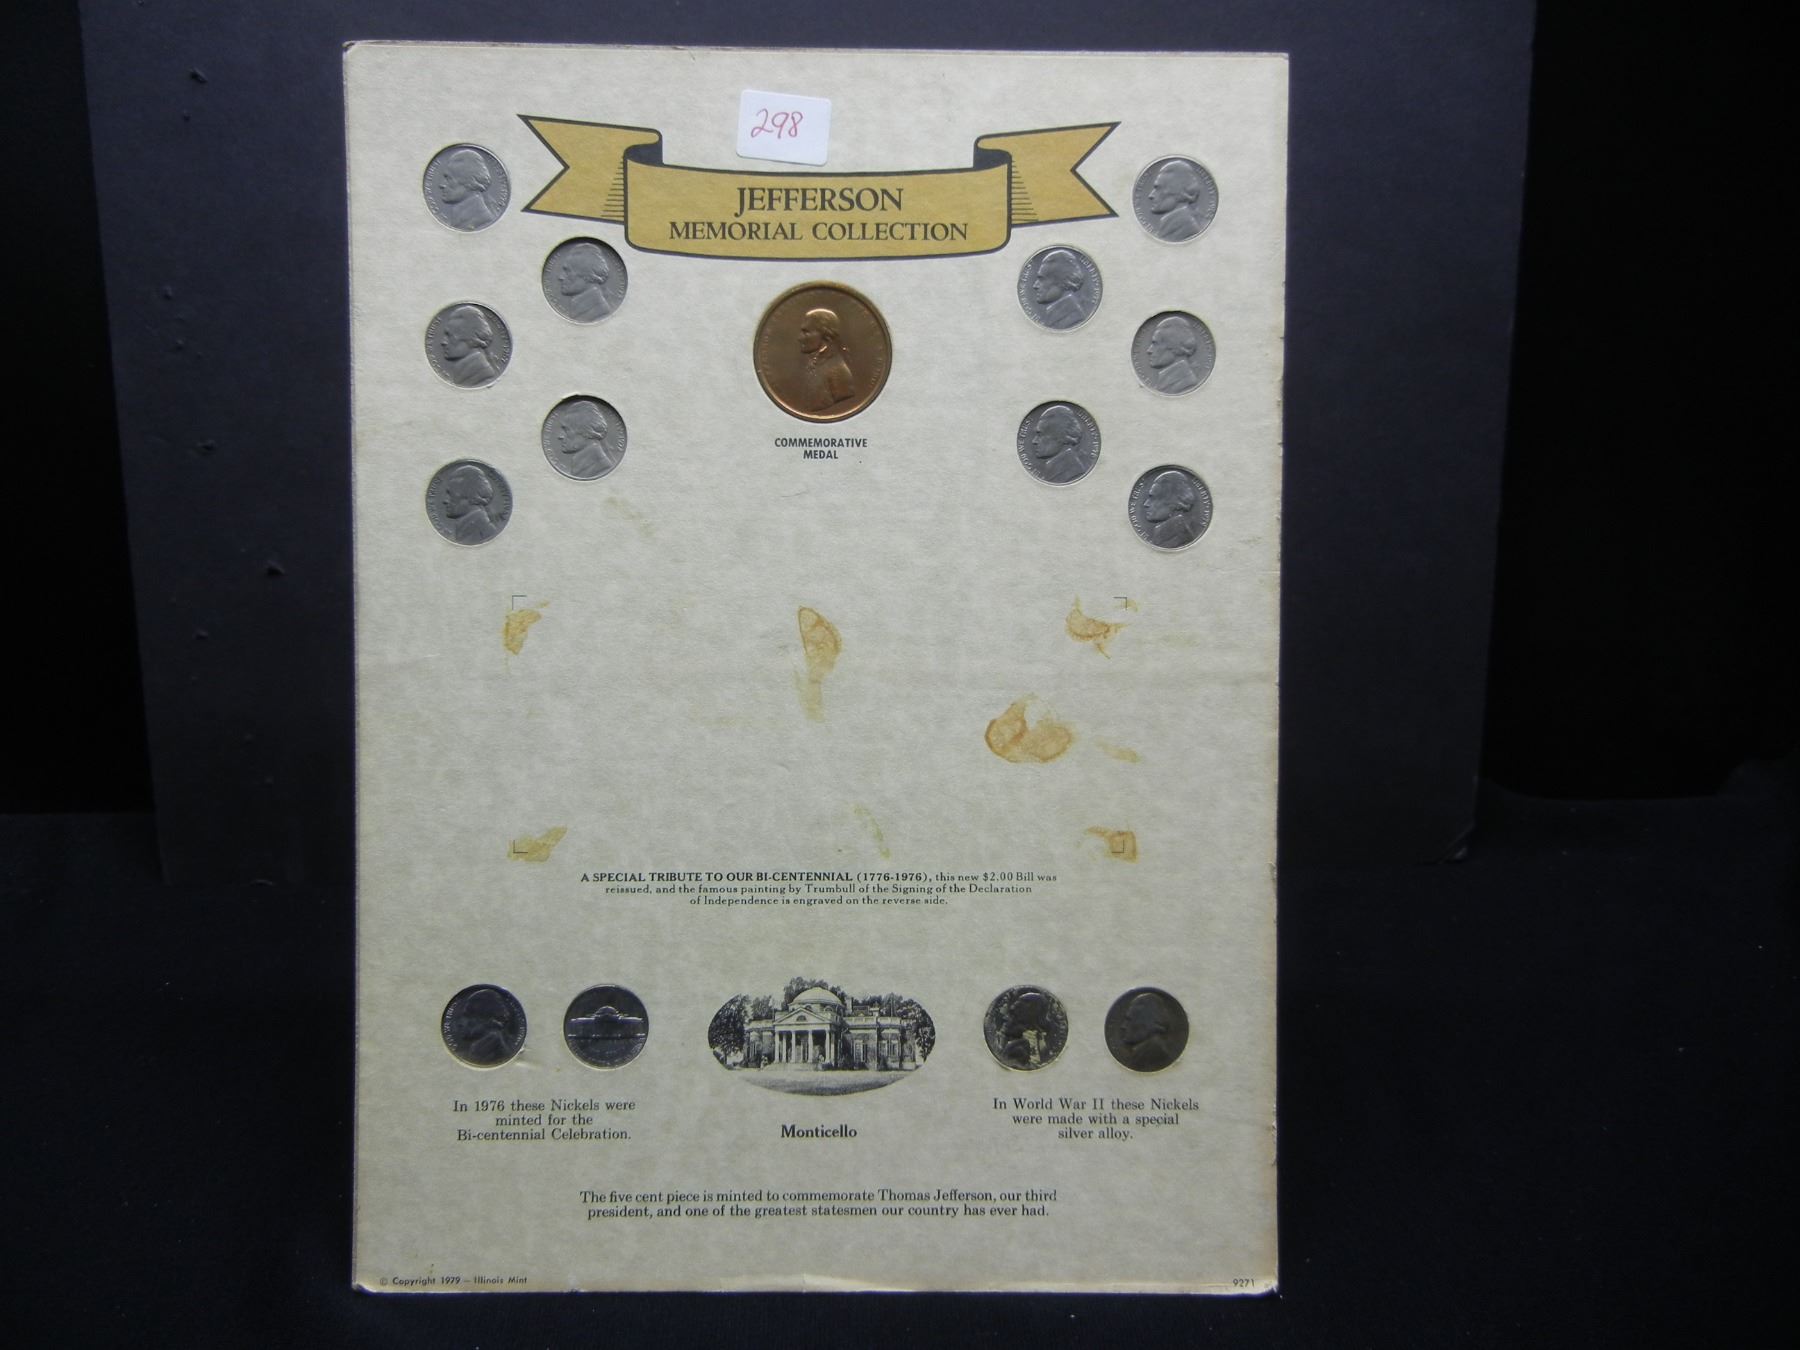 298
JEFFERSON
MEMORIAL COLLECTION
COMMEMORATIVE
MEDAL
A SPECIAL TRIBUTE TO OUR BI-CENTENNIAL (1776-1976), this new $2.00 Bill was
reissued, and the famous painting by Trumbull of the Signing of the Declaration
of Independence is engraved on the reverse side.
In 1976 these Nickels were
minted for the
Bi-centennial Celebration.
Monticello
In World War II these Nickels
were made with a special
silver alloy.
The five cent piece is minted to commemorate Thomas Jefferson, our third
president, and one of the greatest statesmen our country has ever had.
© Copyright 1979 — Illinois Mint
9271